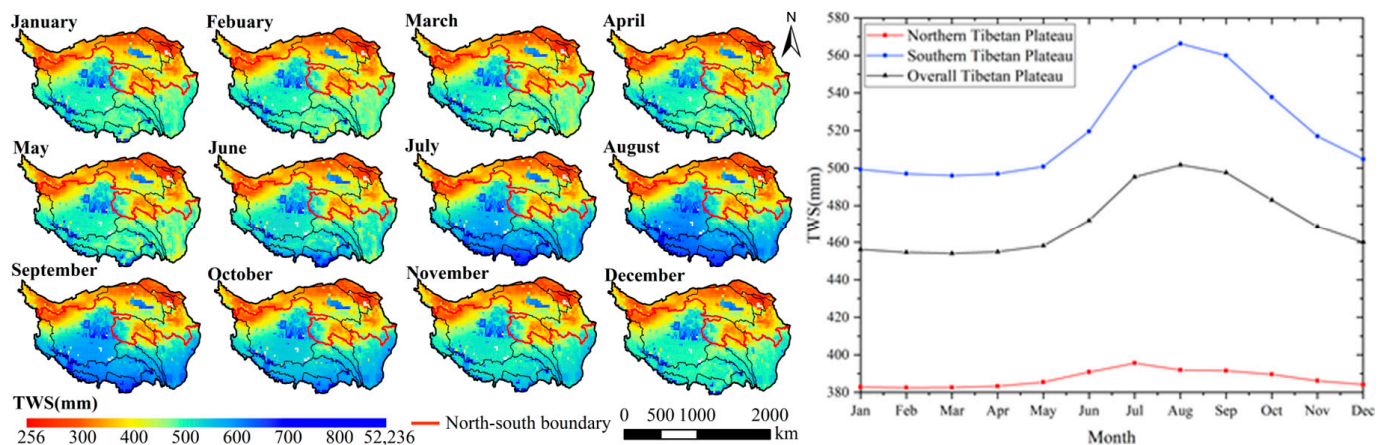 January Febuary March April
N
May June July August
September October November December
TWS(mm)
256 300 400 500 600 700 800 52,236
North-south boundary
0 500 1000 2000
km
580
560
540
520
500
480
460
440
420
400
380
TWS(mm)
Northern Tibetan Plateau
Southern Tibetan Plateau
Overall Tibetan Plateau
Jan Feb Mar Apr May Jun Jul Aug Sep Oct Nov Dec
Month